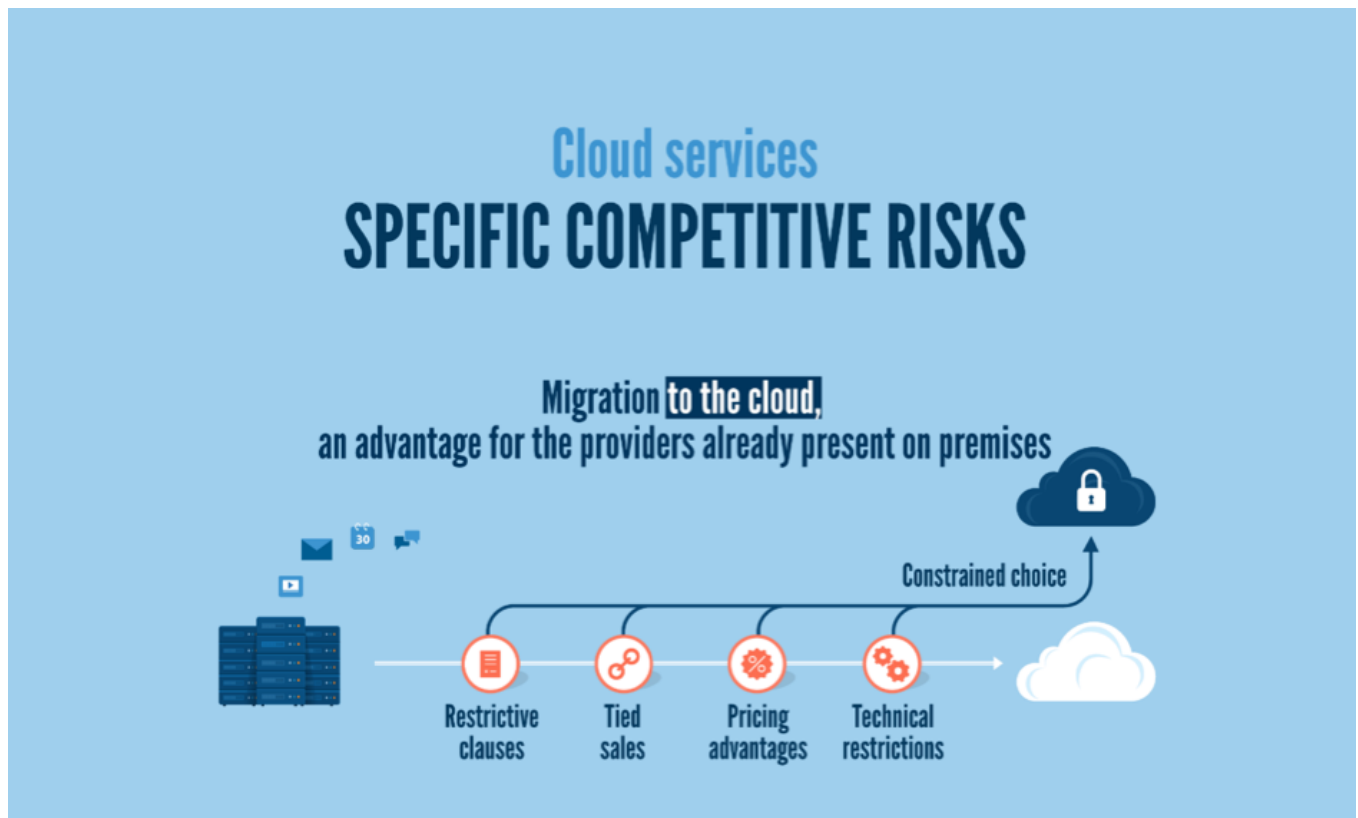 Cloud services
SPECIFIC COMPETITIVE RISKS
Migration to the cloud,
an advantage for the providers already present on premises
30
Constrained choice
Restrictive
clauses
Tied
sales
Pricing
advantages
Technical
restrictions